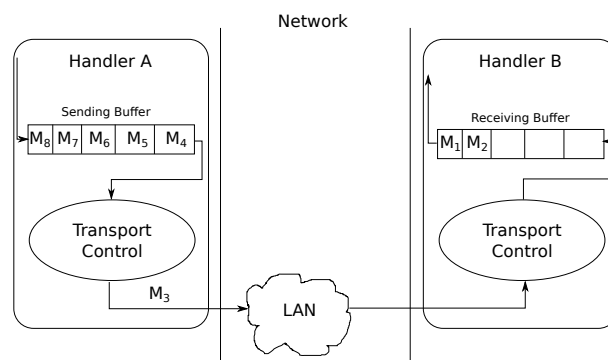 Network
Handler A
Handler B
Sending Buffer
Receiving Buffer
M₈ M₇ M₆ M₅ M₄
M₁ M₂
Transport
Control
Transport
Control
M₃
LAN